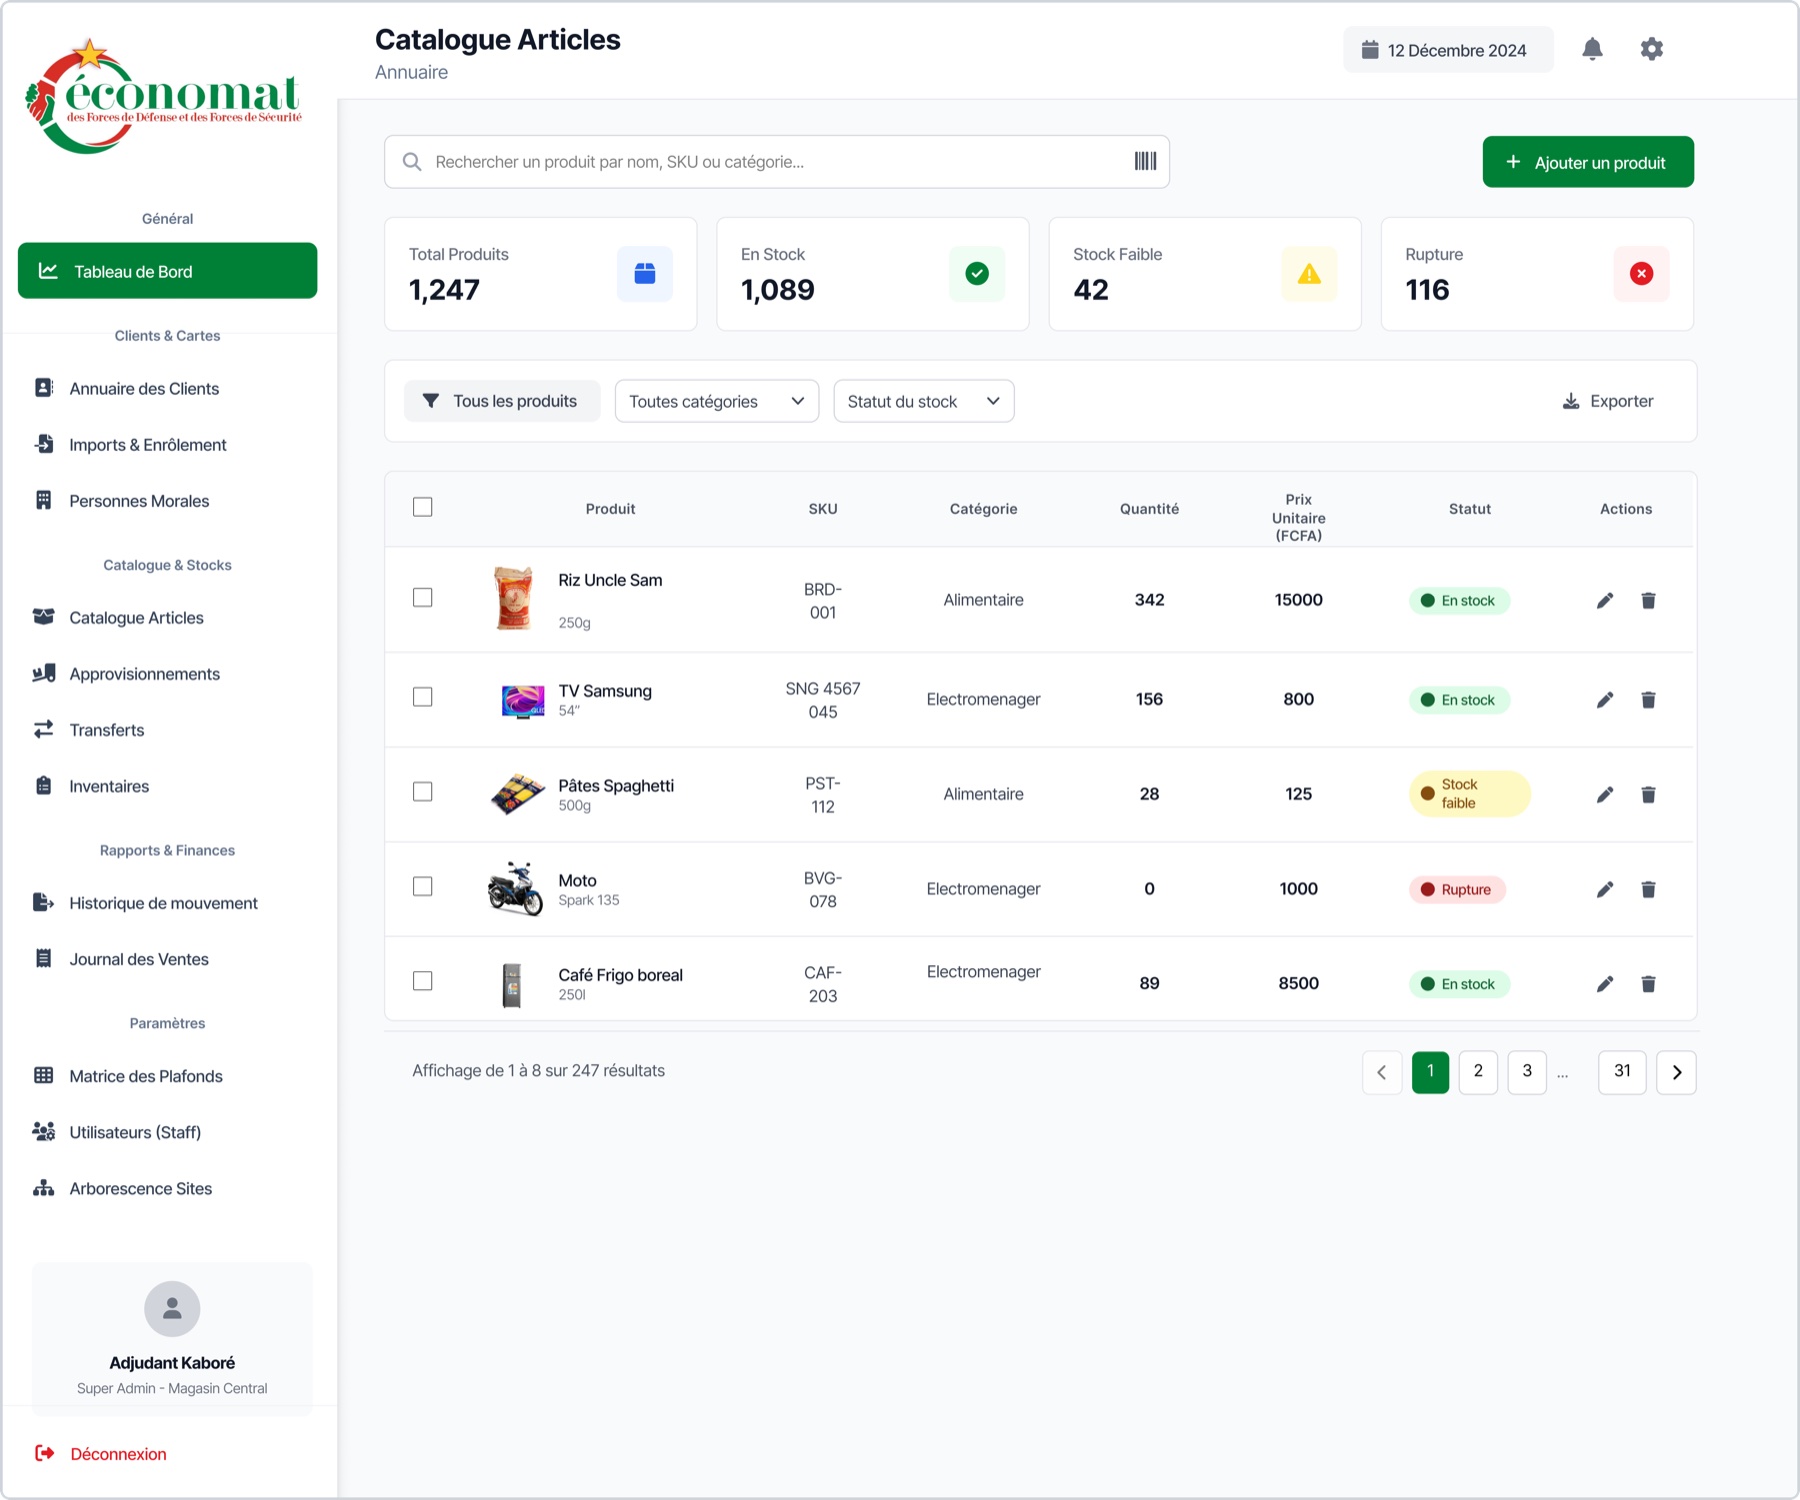 économat
des Forces de Défense et des Forces de Sécurité
Général
Tableau de Bord
Clients & Cartes
Annuaire des Clients
Imports & Enrôlement
Personnes Morales
Catalogue & Stocks
Catalogue Articles
Approvisionnements
Transferts
Inventaires
Rapports & Finances
Historique de mouvement
Journal des Ventes
Paramètres
Matrice des Plafonds
Utilisateurs (Staff)
Arborescence Sites
Adjudant Kaboré
Super Admin - Magasin Central
Déconnexion
Catalogue Articles
Annuaire
12 Décembre 2024
Rechercher un produit par nom, SKU ou catégorie...
+ Ajouter un produit
Total Produits
1,247
En Stock
1,089
Stock Faible
42
Rupture
116
Tous les produits
Toutes catégories
Statut du stock
Exporter
Produit SKU Catégorie Quantité Prix Unitaire (FCFA) Statut Actions
Riz Uncle Sam
250g
BRD-
001
Alimentaire
342
15000
En stock
TV Samsung
54”
SNG 4567
045
Electromenager
156
800
En stock
Pâtes Spaghetti
500g
PST-
112
Alimentaire
28
125
Stock
faible
Moto
Spark 135
BVG-
078
Electromenager
0
1000
Rupture
Café Frigo boreal
250l
CAF-
203
Electromenager
89
8500
En stock
Affichage de 1 à 8 sur 247 résultats
1 2 3 ... 31